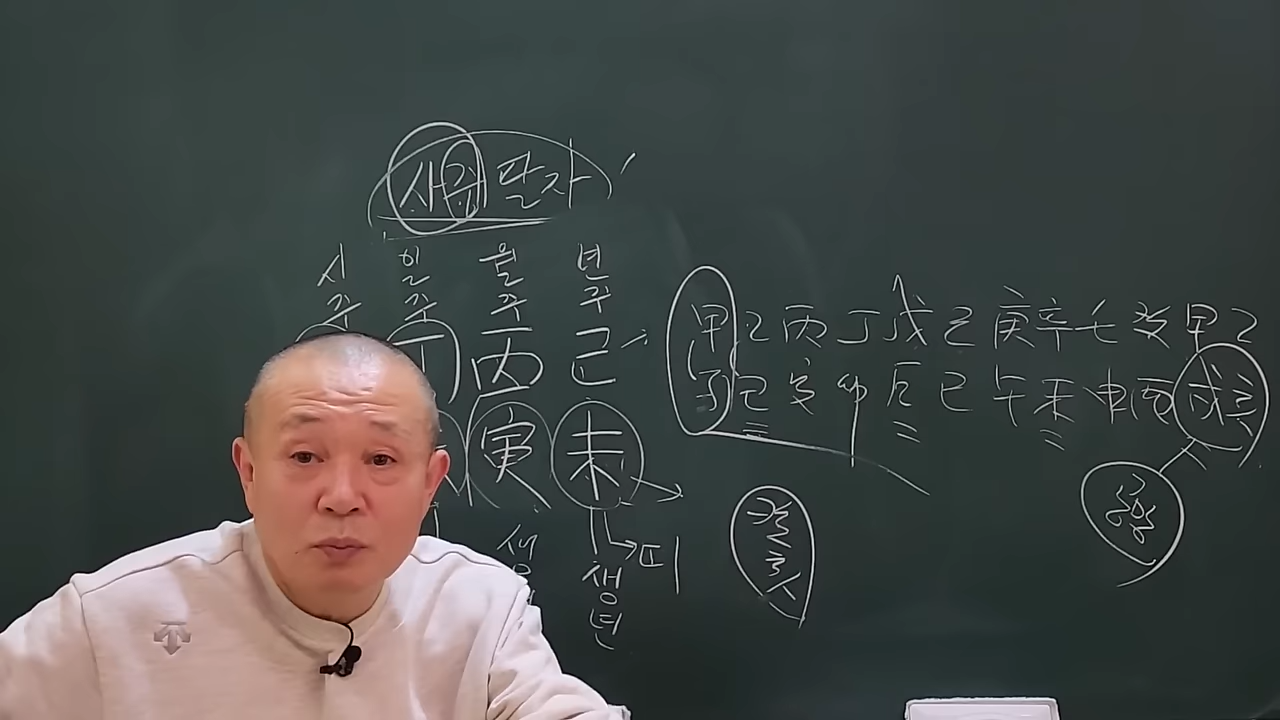 사주팔자
시주 일주 월주 년주
丁 丙 己
寅 未
생 생년
띠
甲乙丙丁戊己庚辛壬癸甲乙
子丑寅卯辰巳午未申酉戌亥
공망